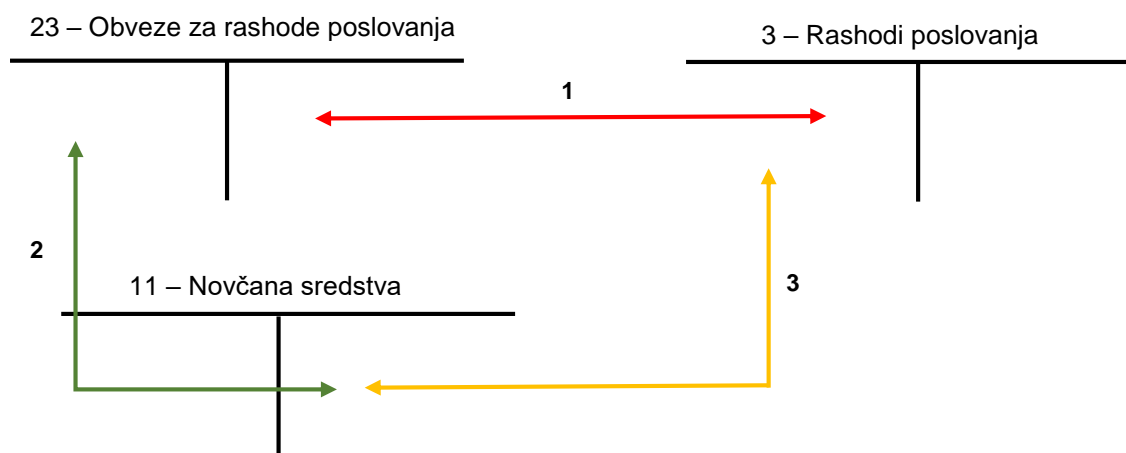 23 – Obveze za rashode poslovanja
3 – Rashodi poslovanja
1
2
11 – Novčana sredstva
3